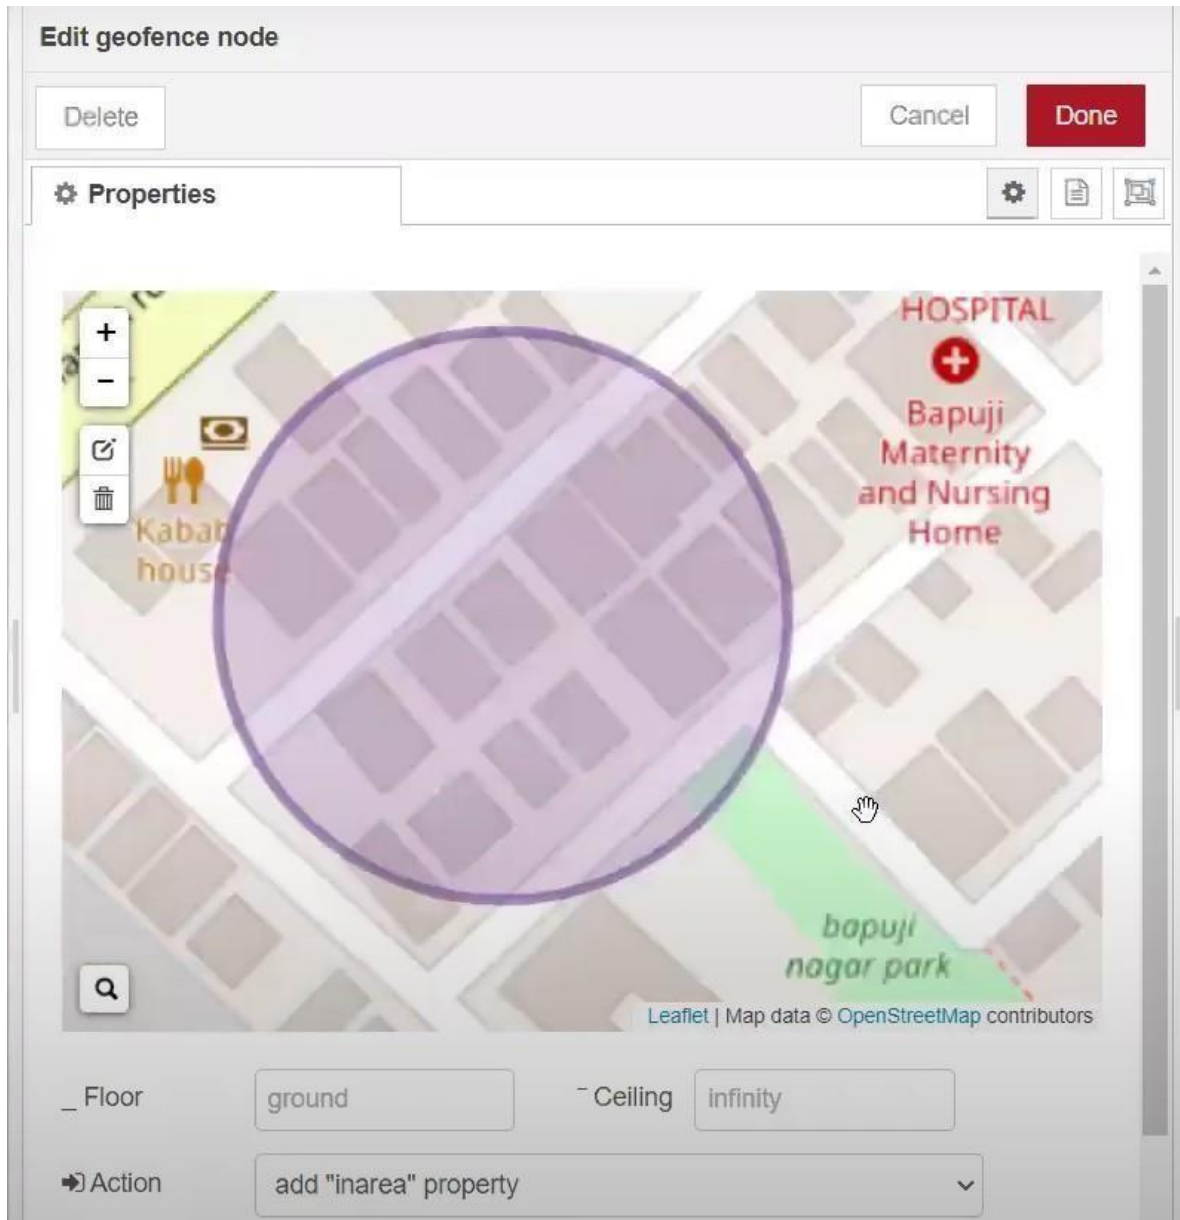 Edit geofence node
Delete
Cancel
Done
Properties
+
−
HOSPITAL
Bapuji
Maternity
and Nursing
Home
Kabab
house
bapuji
nagar park
Leaflet | Map data © OpenStreetMap contributors
_ Floor
ground
‾ Ceiling
infinity
Action
add "inarea" property